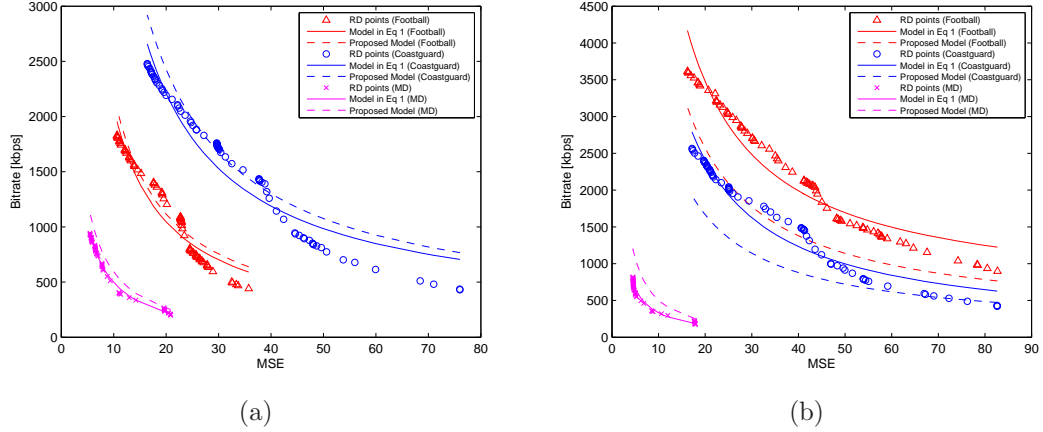 3000
2500
2000
1500
1000
500
0
Bitrate [kbps]
0 10 20 30 40 50 60 70 80
MSE
RD points (Football)
Model in Eq 1 (Football)
Proposed Model (Football)
RD points (Coastguard)
Model in Eq 1 (Coastguard)
Proposed Model (Coastguard)
RD points (MD)
Model in Eq 1 (MD)
Proposed Model (MD)
(a)
4500
4000
3500
3000
2500
2000
1500
1000
500
0
Bitrate [kbps]
0 10 20 30 40 50 60 70 80 90
MSE
RD points (Football)
Model in Eq 1 (Football)
Proposed Model (Football)
RD points (Coastguard)
Model in Eq 1 (Coastguard)
Proposed Model (Coastguard)
RD points (MD)
Model in Eq 1 (MD)
Proposed Model (MD)
(b)